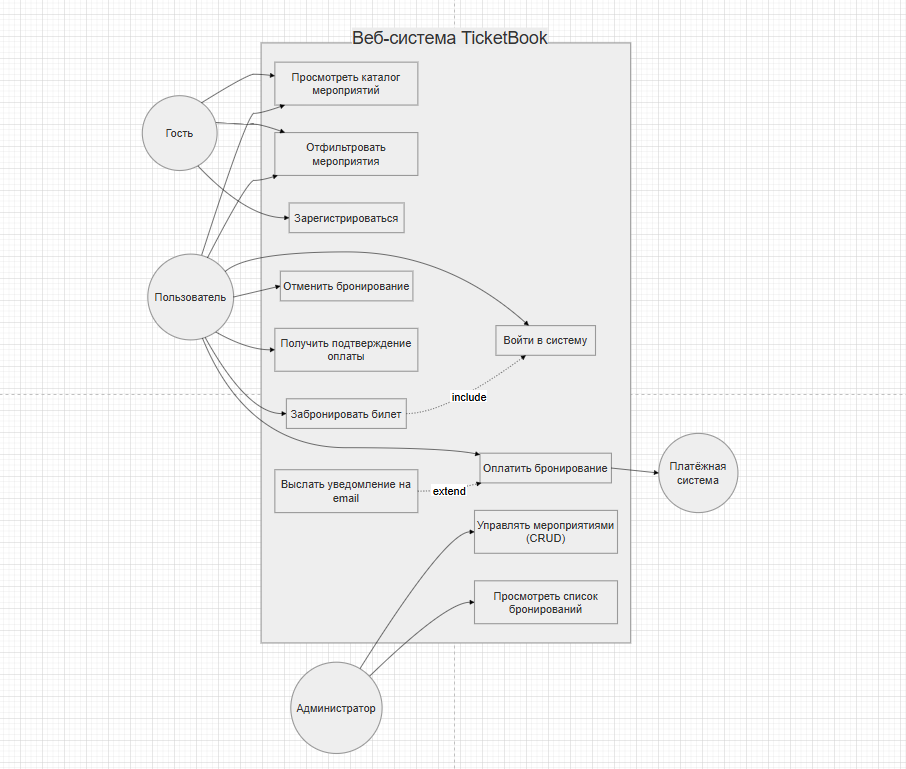 Веб-система TicketBook
Просмотреть каталог
мероприятий
Гость
Отфильтровать
мероприятия
Зарегистрироваться
Пользователь
Отменить бронирование
Получить подтверждение
оплаты
Войти в систему
include
Забронировать билет
Оплатить бронирование
Платёжная
система
Выслать уведомление на
email
extend
Управлять мероприятиями
(CRUD)
Просмотреть список
бронирований
Администратор